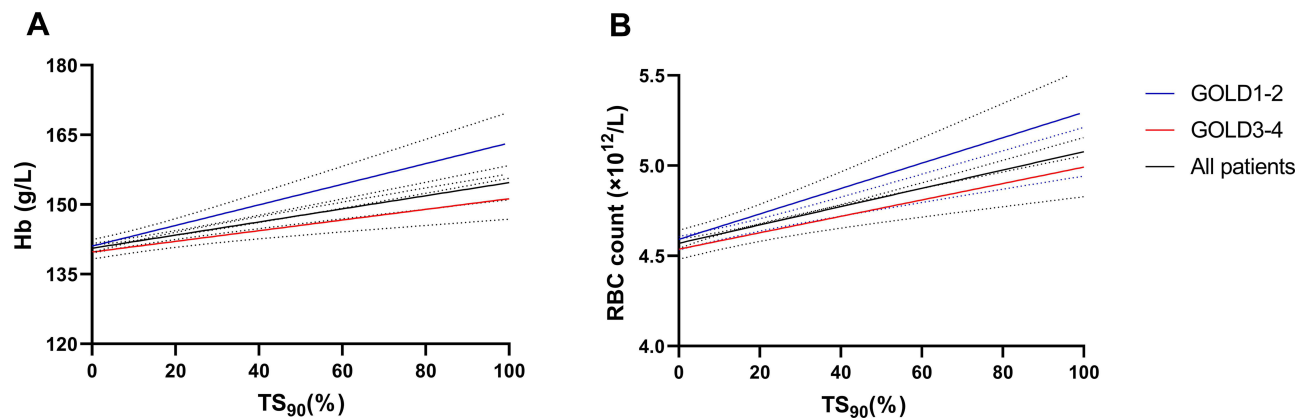 A
Hb (g/L)
180
165
150
135
120
0 20 40 60 80 100
TS₉₀(%)
B
RBC count (×10¹²/L)
5.5
5.0
4.5
4.0
0 20 40 60 80 100
TS₉₀(%)
GOLD1-2
GOLD3-4
All patients